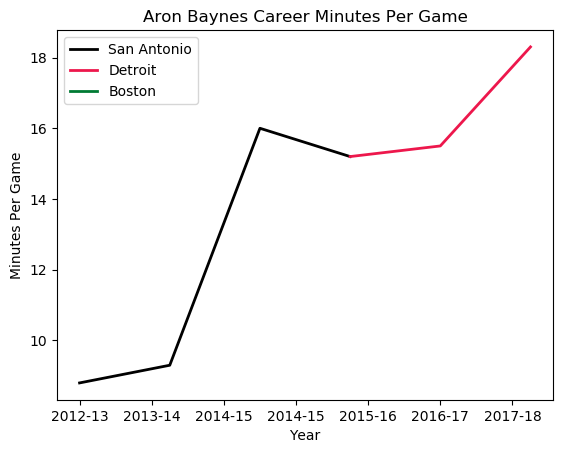 Aron Baynes Career Minutes Per Game
San Antonio
Detroit
Boston
18
16
14
12
10
Minutes Per Game
2012-13 2013-14 2014-15 2014-15 2015-16 2016-17 2017-18
Year